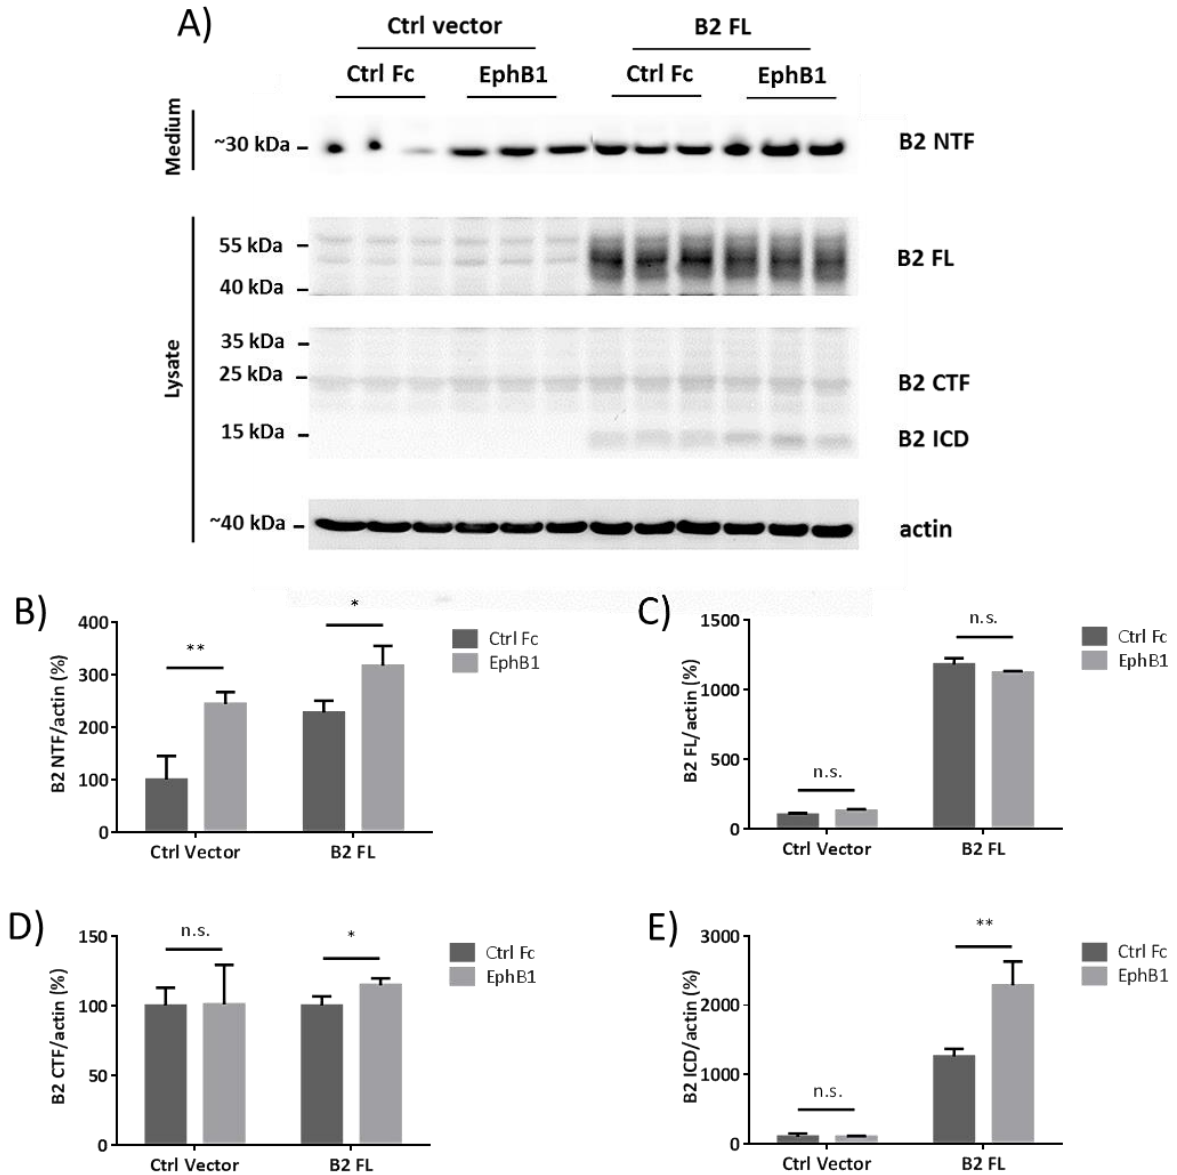 A)
Ctrl vector
B2 FL
Ctrl Fc
EphB1
Ctrl Fc
EphB1
Medium
~30 kDa
B2 NTF
Lysate
55 kDa
B2 FL
40 kDa
35 kDa
25 kDa
B2 CTF
15 kDa
B2 ICD
~40 kDa
actin
B)
B2 NTF/actin (%)
400
300
200
100
0
**
*
Ctrl Vector
B2 FL
Ctrl Fc
EphB1
C)
B2 FL/actin (%)
1500
1000
500
0
n.s.
n.s.
Ctrl Vector
B2 FL
Ctrl Fc
EphB1
D)
B2 CTF/actin (%)
150
100
50
0
n.s.
*
Ctrl Vector
B2 FL
Ctrl Fc
EphB1
E)
B2 ICD/actin (%)
3000
2000
1000
0
n.s.
**
Ctrl Vector
B2 FL
Ctrl Fc
EphB1